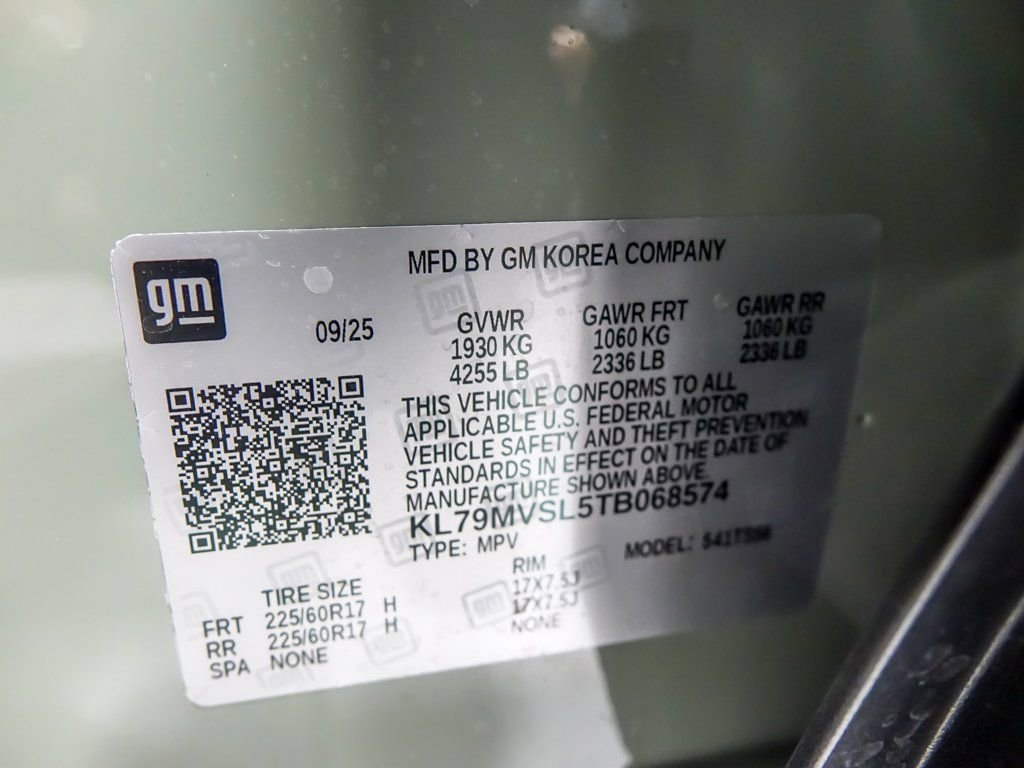 gm
MFD BY GM KOREA COMPANY
09/25
GVWR GAWR FRT GAWR RR
1930 KG 1060 KG 1060 KG
4255 LB 2336 LB 2336 LB
THIS VEHICLE CONFORMS TO ALL
APPLICABLE U.S. FEDERAL MOTOR
VEHICLE SAFETY AND THEFT PREVENTION
STANDARDS IN EFFECT ON THE DATE OF
MANUFACTURE SHOWN ABOVE.
KL79MVSL5TB068574
TYPE: MPV MODEL:
TIRE SIZE RIM
FRT 225/60R17 H 17X7.5J
RR 225/60R17 H 17X7.5J
SPA NONE NONE